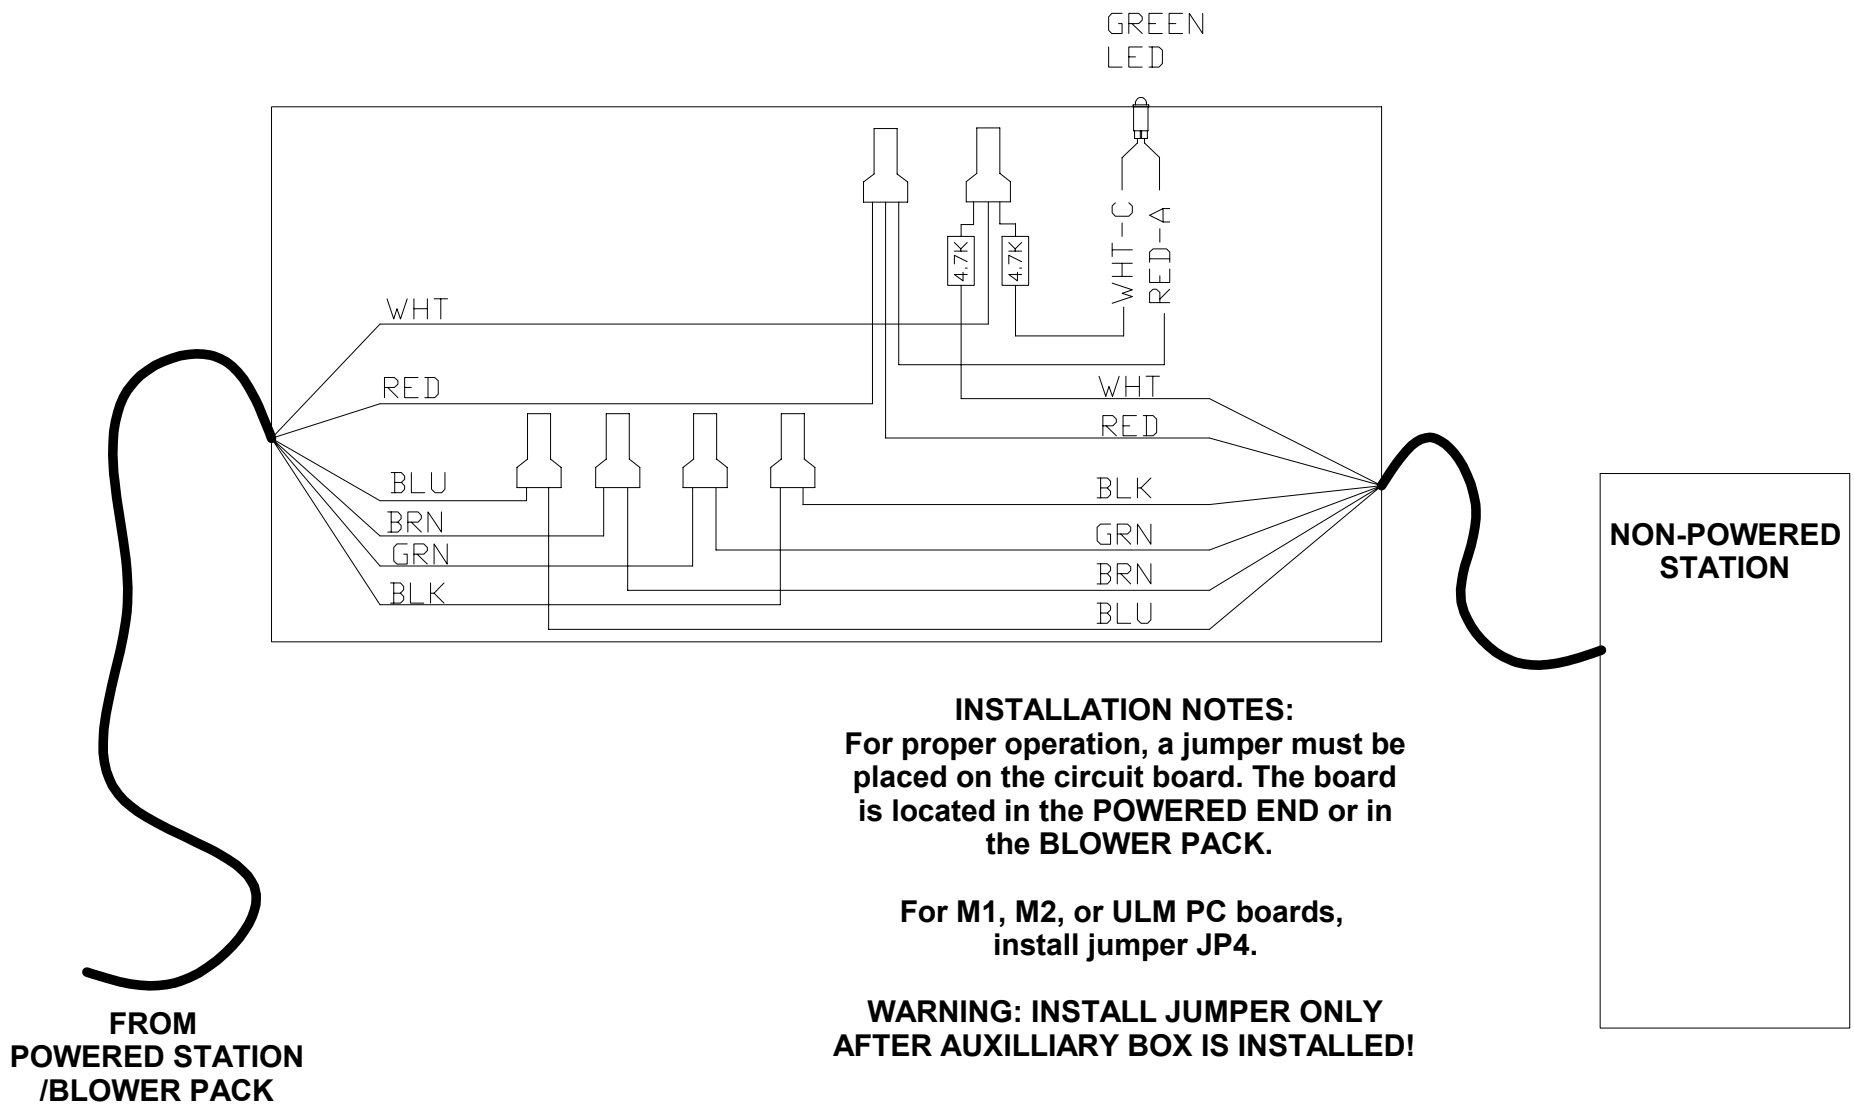 GREEN
LED
WHT-C
RED-A
4.7K
4.7K
WHT
RED
BLU
BRN
GRN
BLK
WHT
RED
BLK
GRN
BRN
BLU
NON-POWERED
STATION
INSTALLATION NOTES:
For proper operation, a jumper must be
placed on the circuit board. The board
is located in the POWERED END or in
the BLOWER PACK.
For M1, M2, or ULM PC boards,
install jumper JP4.
WARNING: INSTALL JUMPER ONLY
AFTER AUXILLIARY BOX IS INSTALLED!
FROM
POWERED STATION
/BLOWER PACK